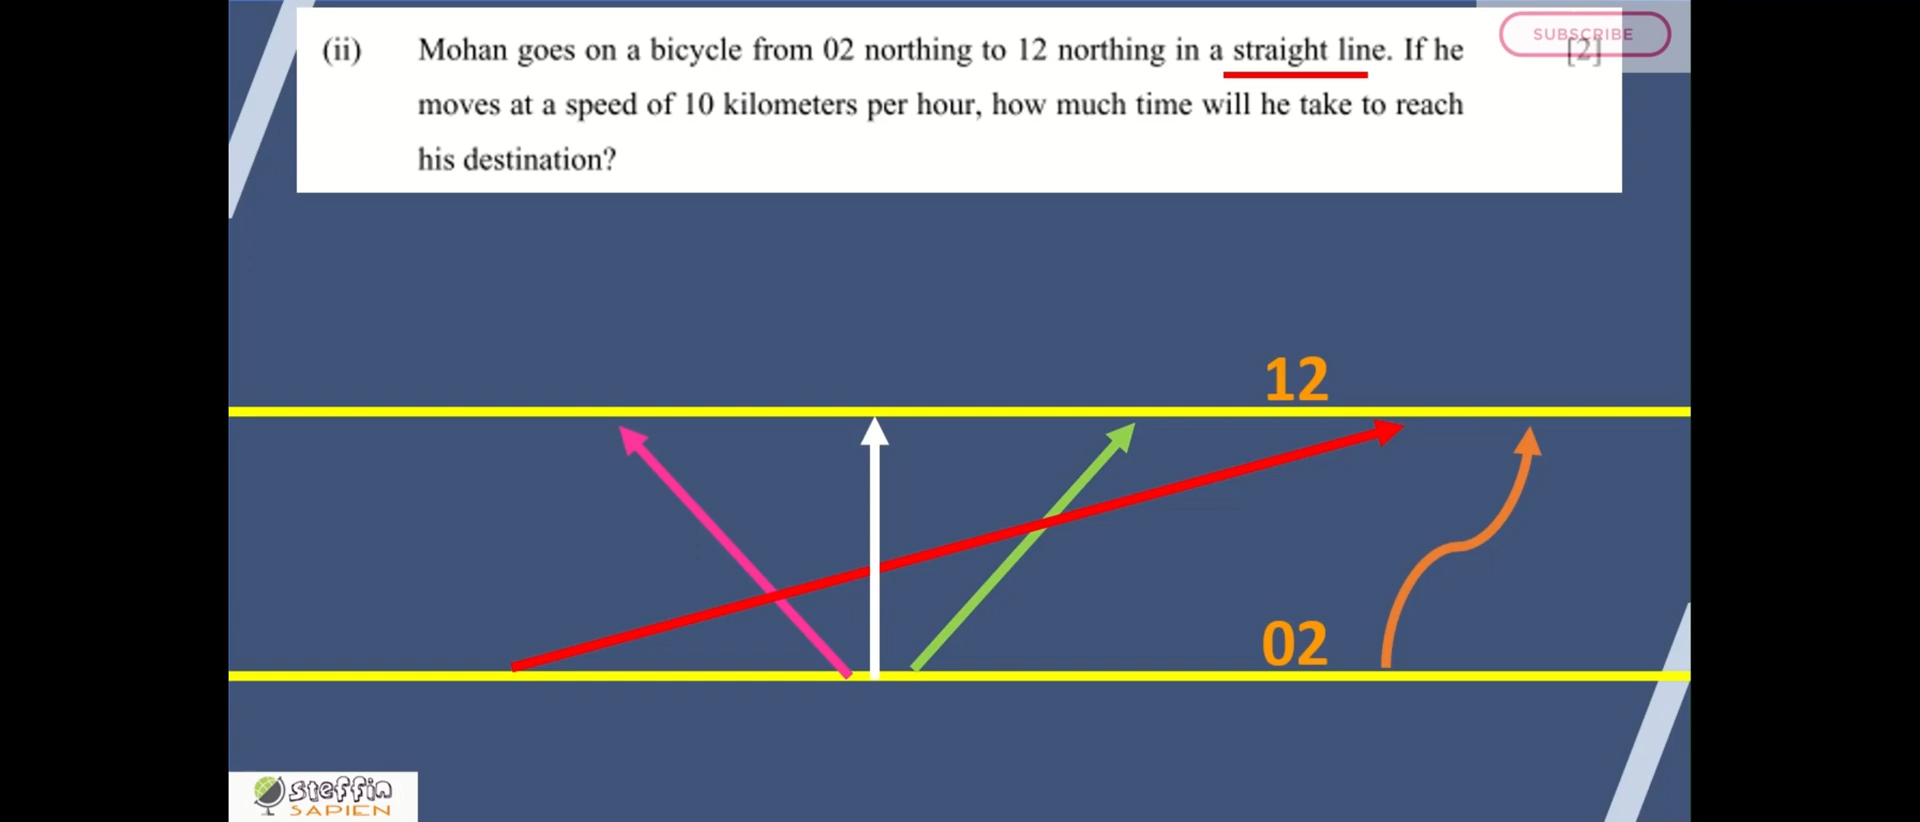 SUBSCRIBE
(ii) Mohan goes on a bicycle from 02 northing to 12 northing in a straight line. If he [2]
moves at a speed of 10 kilometers per hour, how much time will he take to reach
his destination?
12
02
steffin
SAPIEN